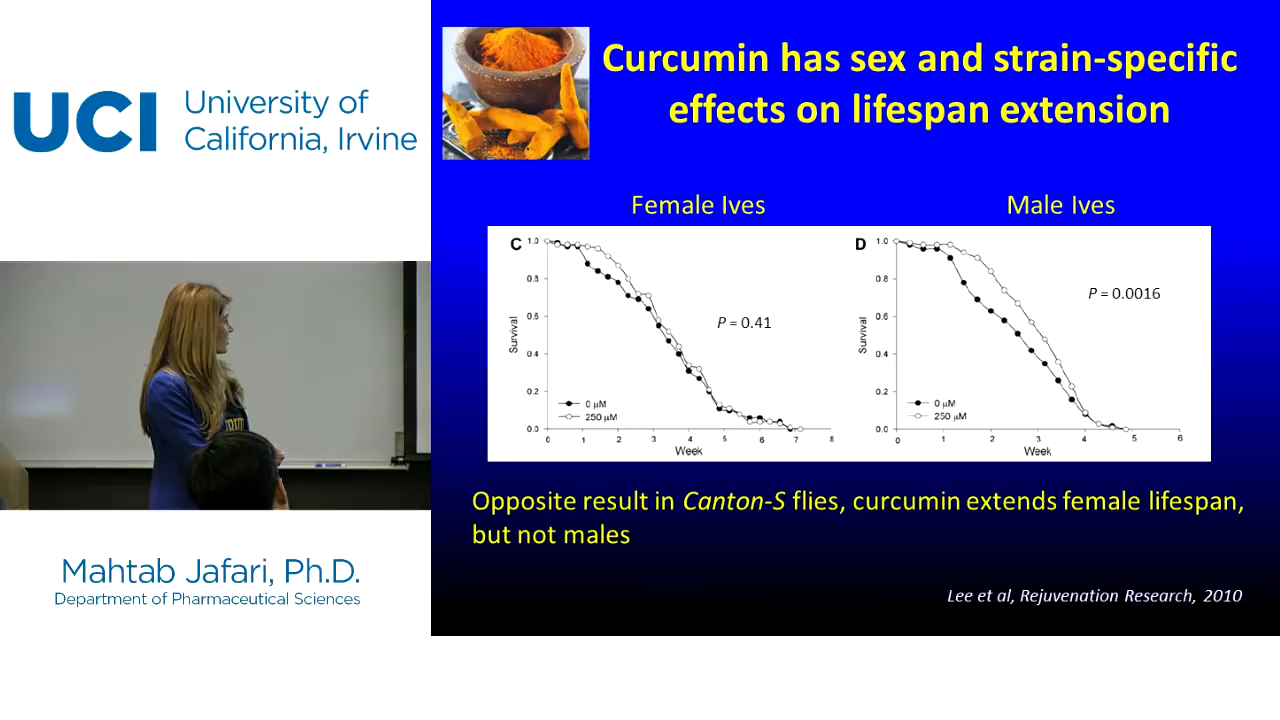 UCI University of
California, Irvine
Curcumin has sex and strain-specific
effects on lifespan extension
Female Ives
Male Ives
C
1.0
0.8
0.6
0.4
0.2
0.0
Survival
P = 0.41
0 µM
250 µM
0 1 2 3 4 5 6 7 8
Week
D
1.0
0.8
0.6
0.4
0.2
0.0
Survival
P = 0.0016
0 µM
250 µM
0 1 2 3 4 5 6
Week
Opposite result in Canton-S flies, curcumin extends female lifespan,
but not males
Lee et al, Rejuvenation Research, 2010
Mahtab Jafari, Ph.D.
Department of Pharmaceutical Sciences